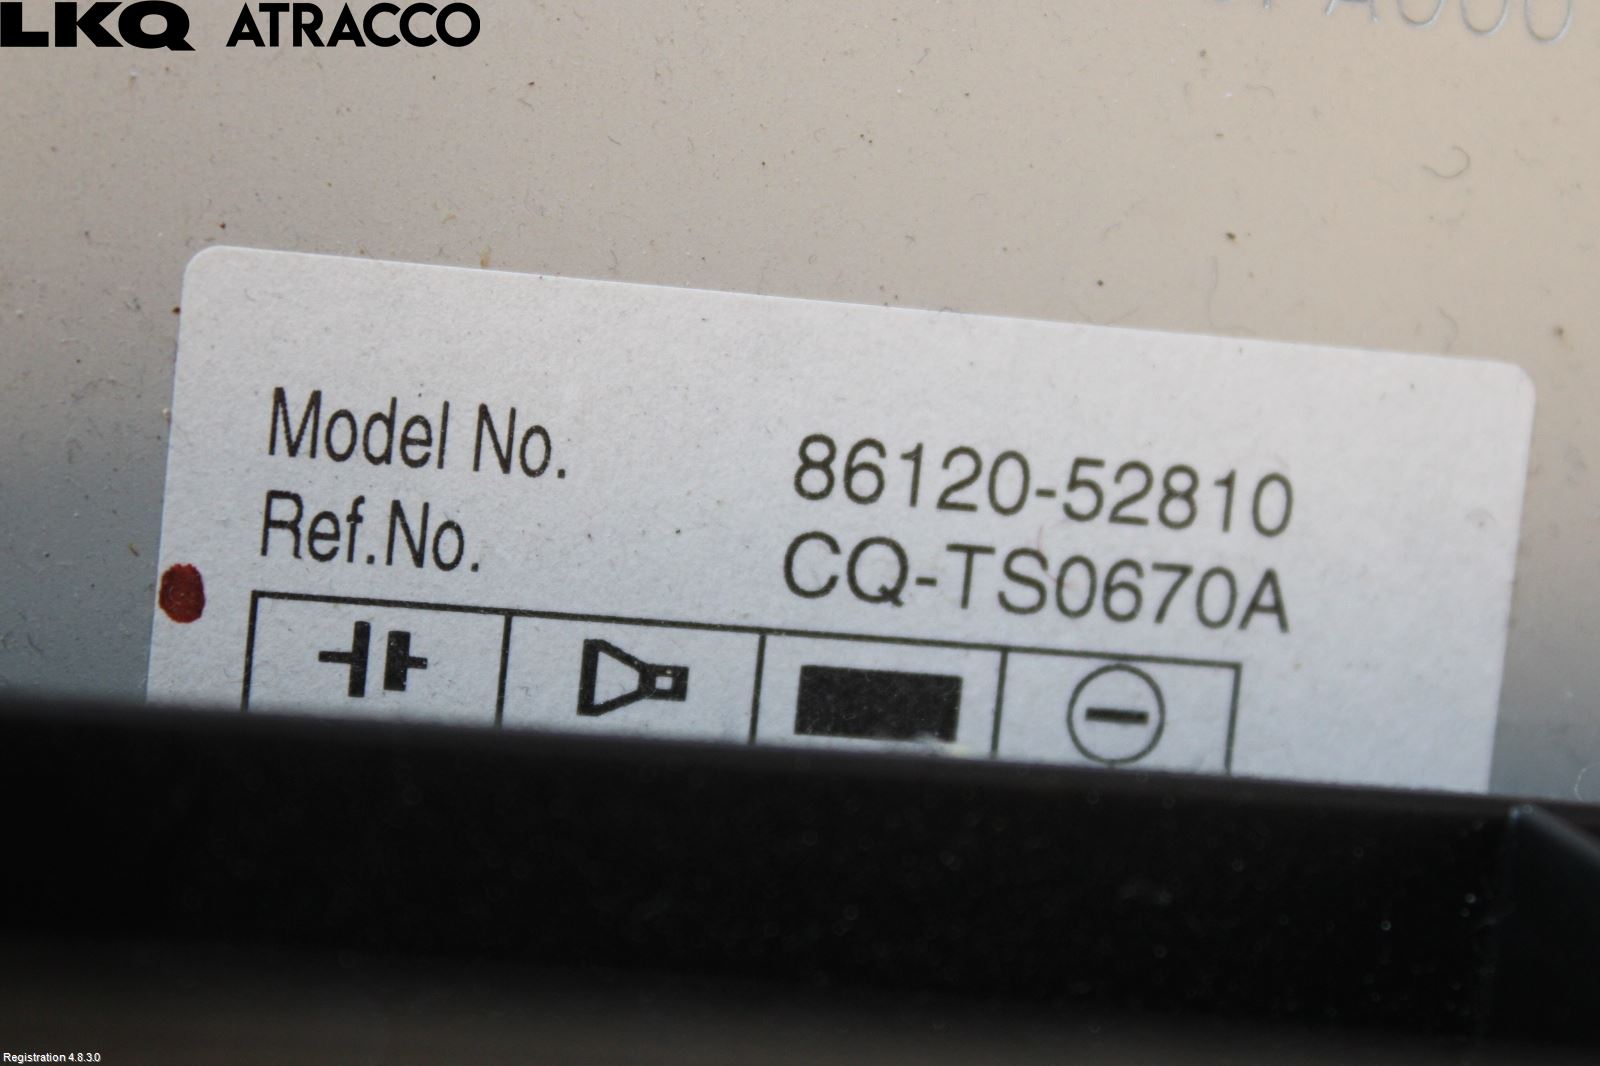 LKQ ATRACCO
Model No. 86120-52810
Ref.No. CQ-TS0670A
Registration 4.8.3.0